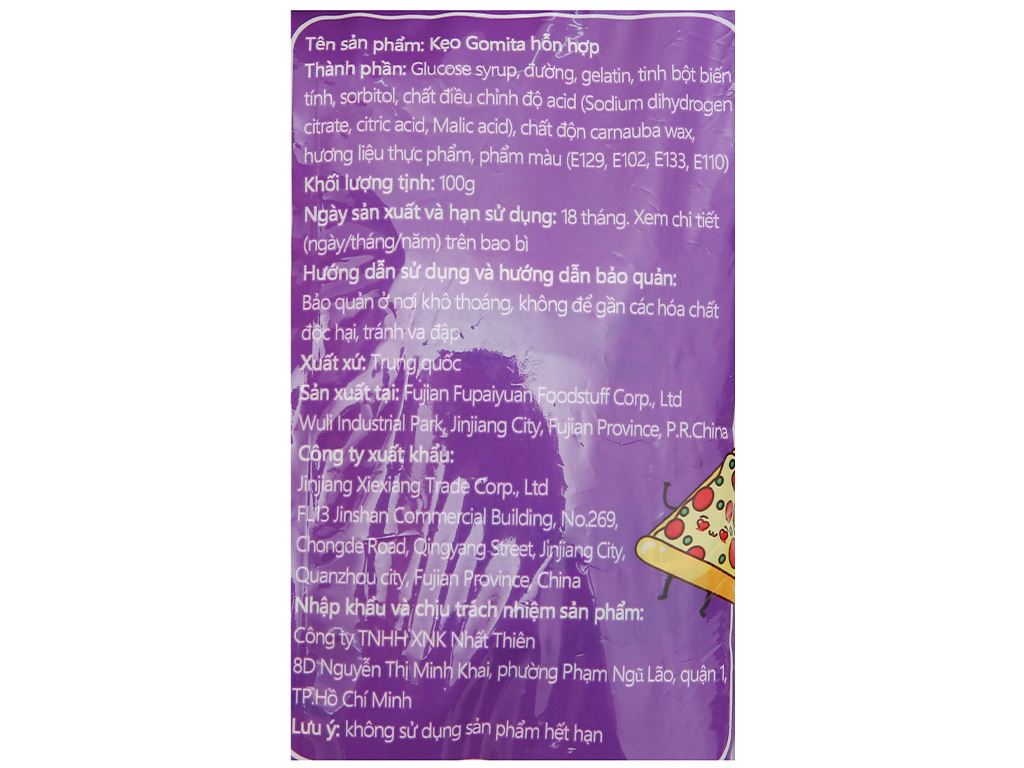 Tên sản phẩm: Kẹo Gomita hỗn hợp
Thành phần: Glucose syrup, đường, gelatin, tinh bột biến
tính, sorbitol, chất điều chỉnh độ acid (Sodium dihydrogen
citrate, citric acid, Malic acid), chất độn carnauba wax,
hương liệu thực phẩm, phẩm màu (E129, E102, E133, E110)
Khối lượng tịnh: 100g
Ngày sản xuất và hạn sử dụng: 18 tháng. Xem chi tiết
(ngày/tháng/năm) trên bao bì
Hướng dẫn sử dụng và hướng dẫn bảo quản:
Bảo quản ở nơi khô thoáng, không để gần các hóa chất
độc hại, tránh va đập
Xuất xứ: Trung quốc
Sản xuất tại: Fujian Fupaiyuan Foodstuff Corp., Ltd
Wuli Industrial Park, Jinjiang City, Fujian Province, P.R.China
Công ty xuất khẩu:
Jinjiang Xiexiang Trade Corp., Ltd
FL13 Jinshan Commercial Building, No.269,
Chongde Road, Qingyang Street, Jinjiang City,
Quanzhou city, Fujian Province, China
Nhập khẩu và chịu trách nhiệm sản phẩm:
Công ty TNHH XNK Nhất Thiên
8D Nguyễn Thị Minh Khai, phường Phạm Ngũ Lão, quận 1,
TP.Hồ Chí Minh
Lưu ý: không sử dụng sản phẩm hết hạn